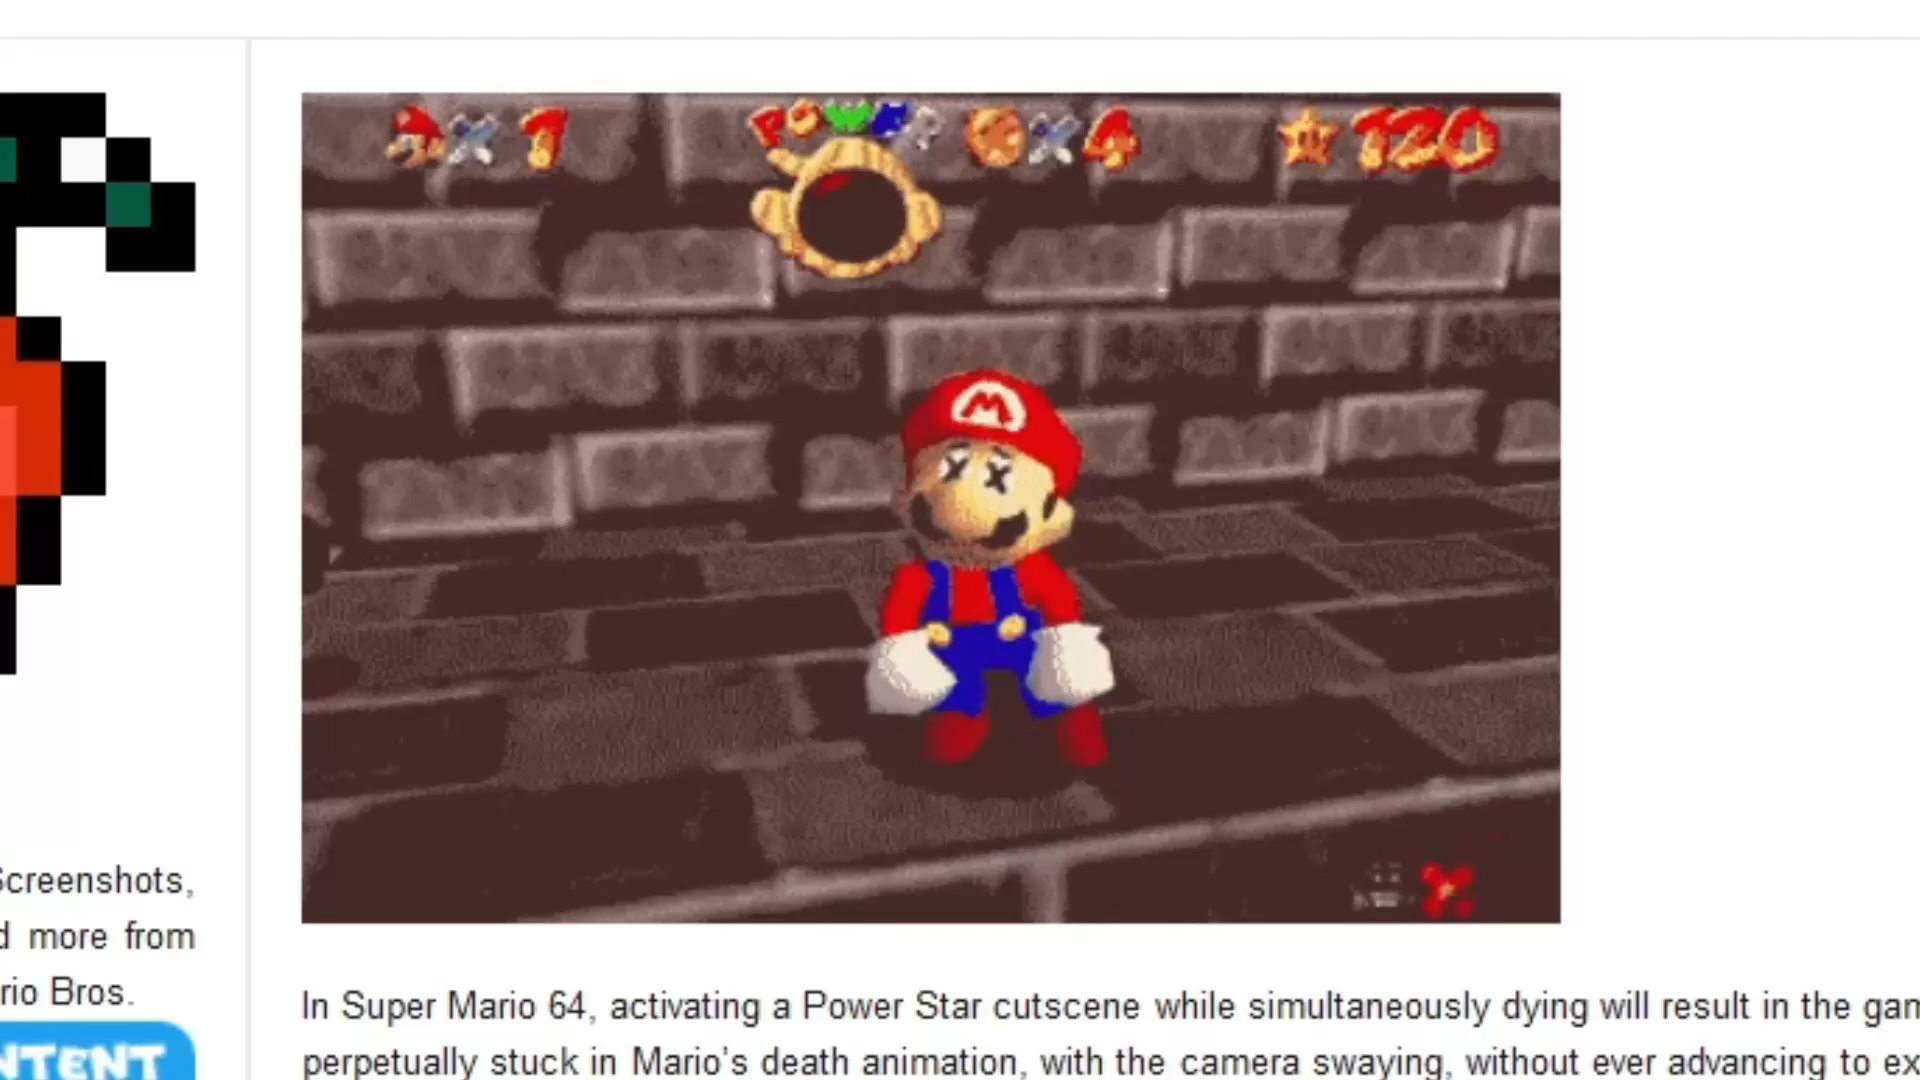 × 1
POWER
× 4
120
M
Screenshots,
more from
rio Bros.
NTENT
In Super Mario 64, activating a Power Star cutscene while simultaneously dying will result in the gam
perpetually stuck in Mario's death animation, with the camera swaying, without ever advancing to ex